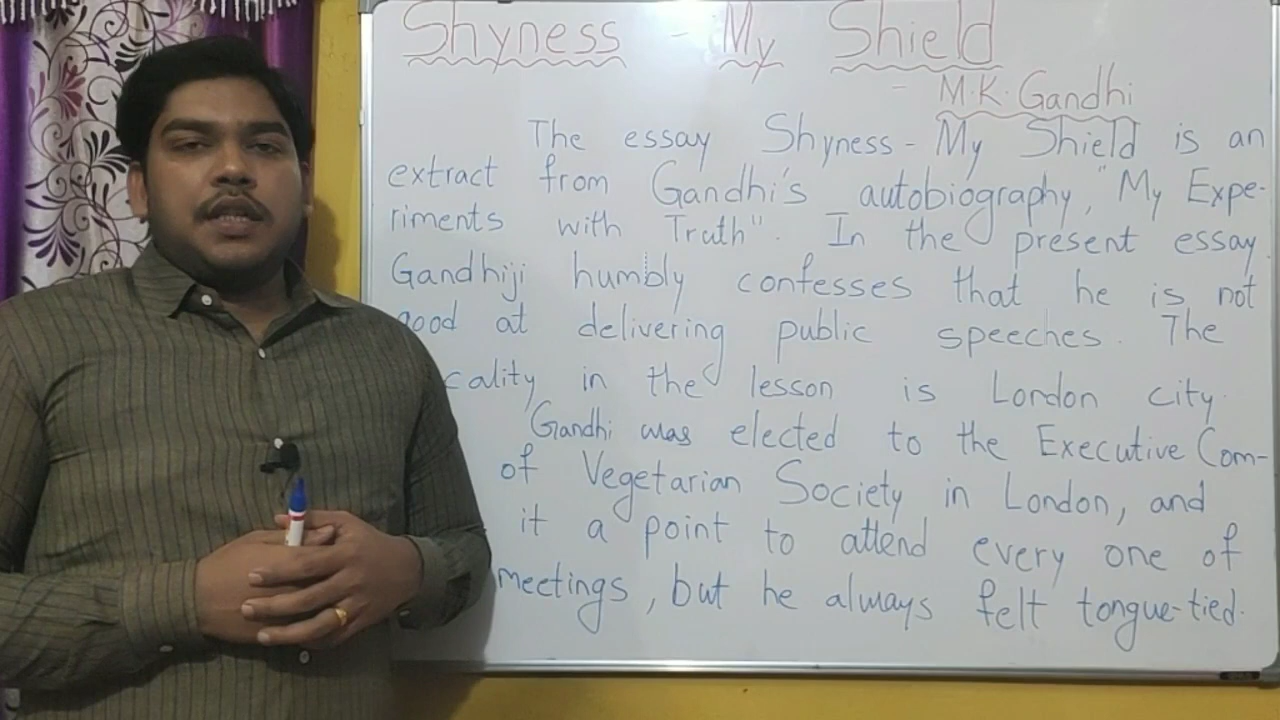 Shyness - My Shield
- M.K. Gandhi
The essay Shyness - My Shield is an
extract from Gandhi's autobiography, "My Expe-
riments with Truth". In the present essay
Gandhiji humbly confesses that he is not
good at delivering public speeches. The
cality in the lesson is London city.
Gandhi was elected to the Executive Com-
of Vegetarian Society in London, and
it a point to attend every one of
meetings, but he always felt tongue-tied.